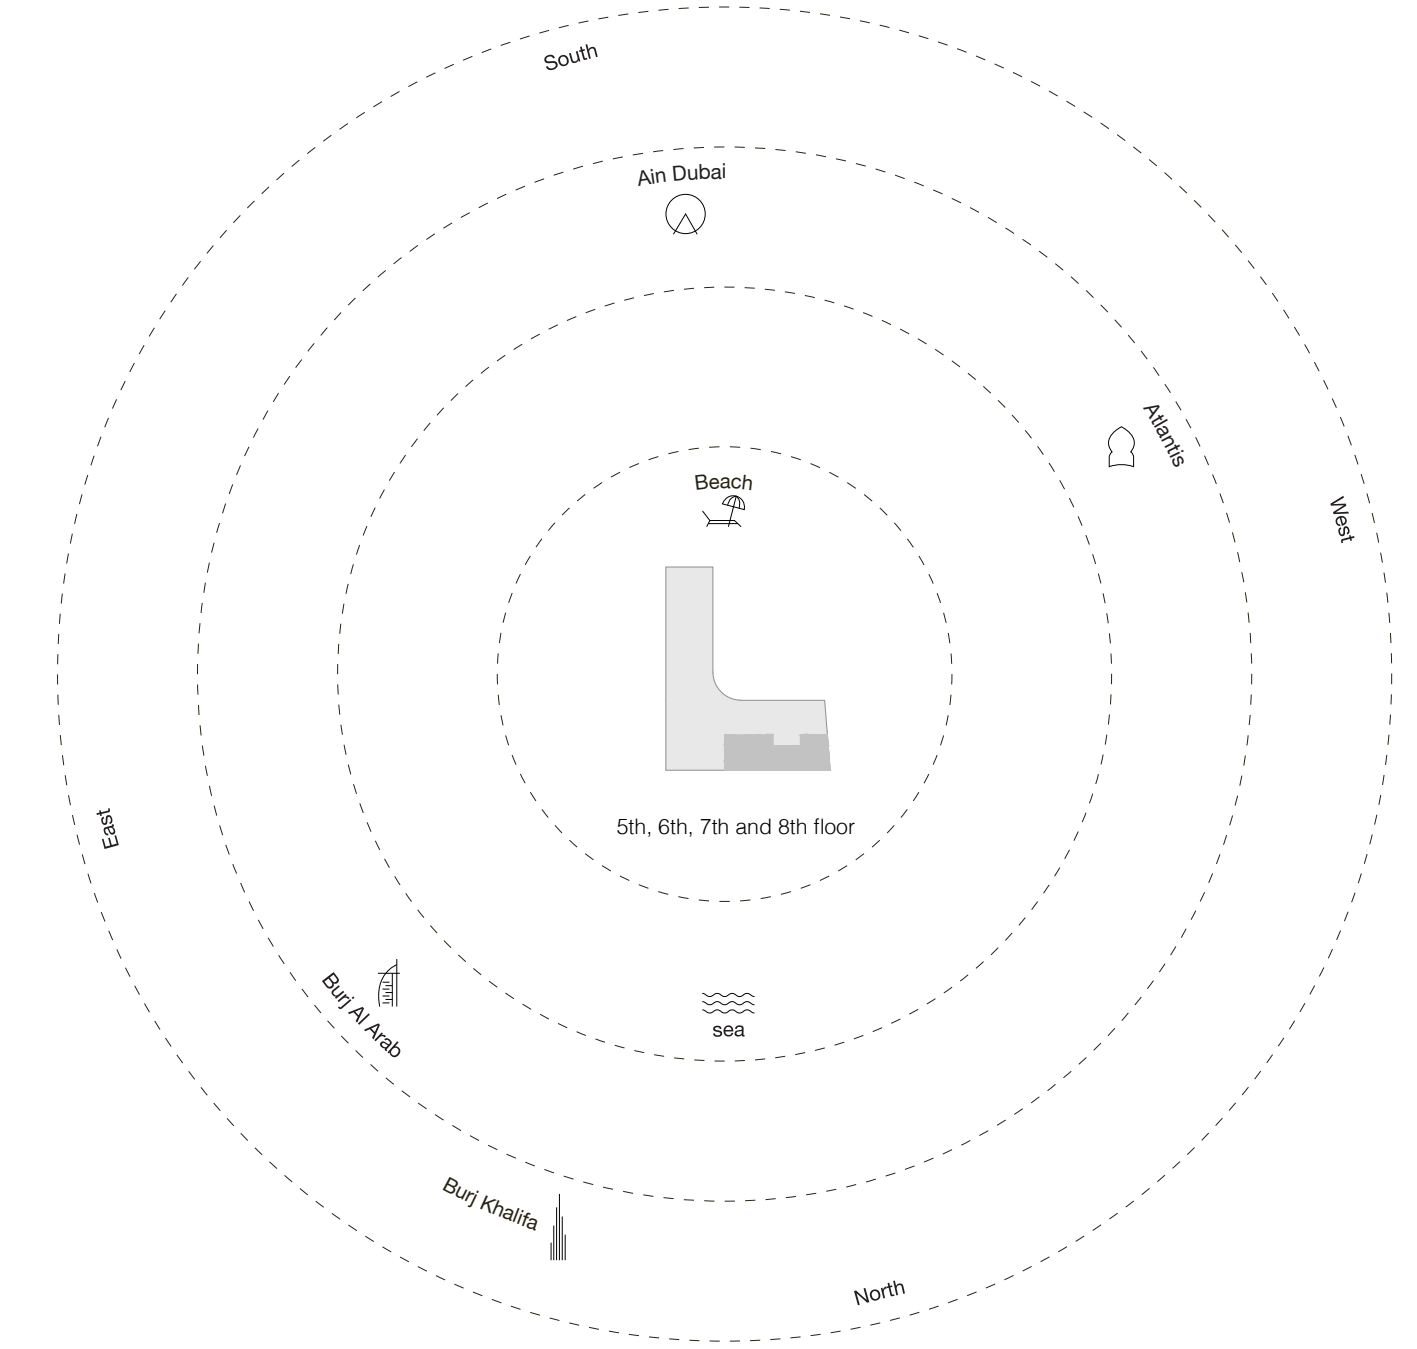 South
Ain Dubai
Atlantis
Beach
West
East
5th, 6th, 7th and 8th floor
Burj Al Arab
sea
Burj Khalifa
North